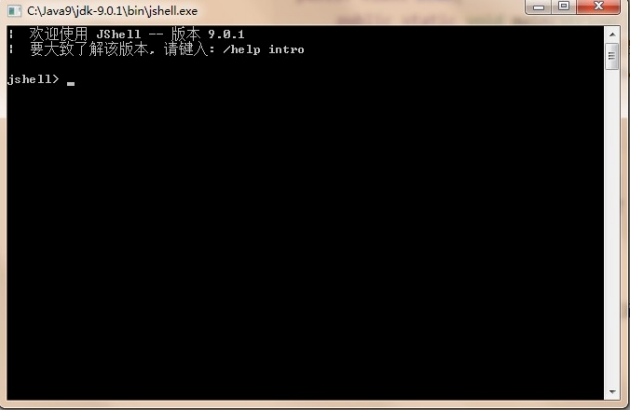 C:\Java9\jdk-9.0.1\bin\jshell.exe
¦  欢迎使用 JShell -- 版本 9.0.1
¦  要大致了解该版本, 请键入: /help intro
jshell> _